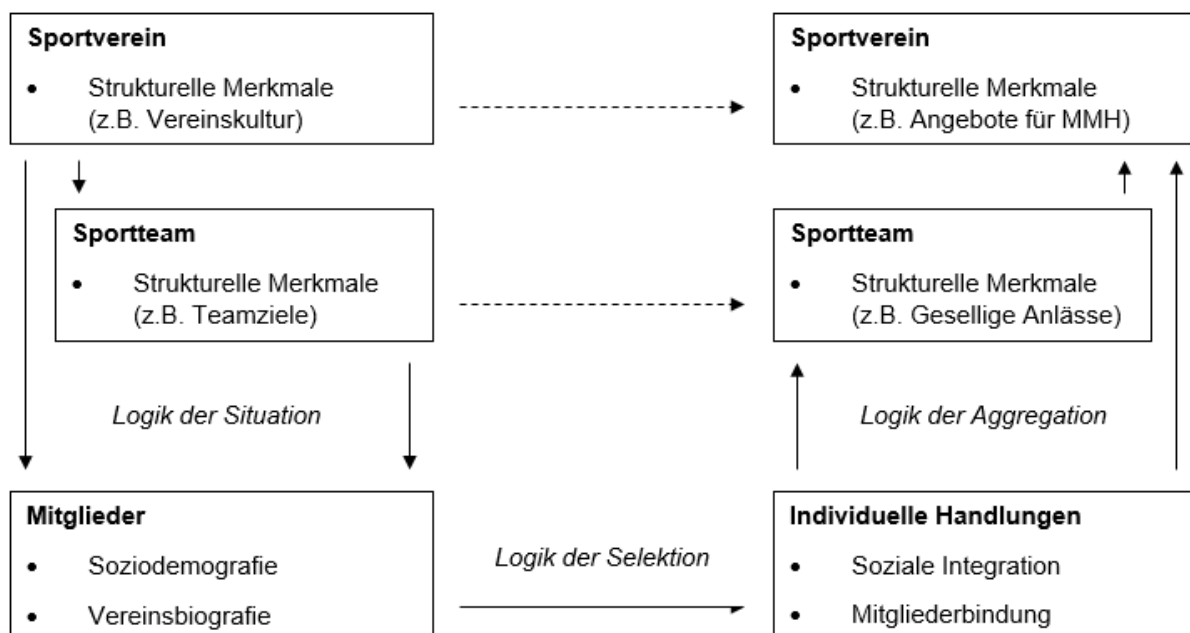 Sportverein
• Strukturelle Merkmale
(z.B. Vereinskultur)
Sportverein
• Strukturelle Merkmale
(z.B. Angebote für MMH)
Sportteam
• Strukturelle Merkmale
(z.B. Teamziele)
Sportteam
• Strukturelle Merkmale
(z.B. Gesellige Anlässe)
Logik der Situation
Logik der Aggregation
Mitglieder
• Soziodemografie
• Vereinsbiografie
Logik der Selektion
Individuelle Handlungen
• Soziale Integration
• Mitgliederbindung